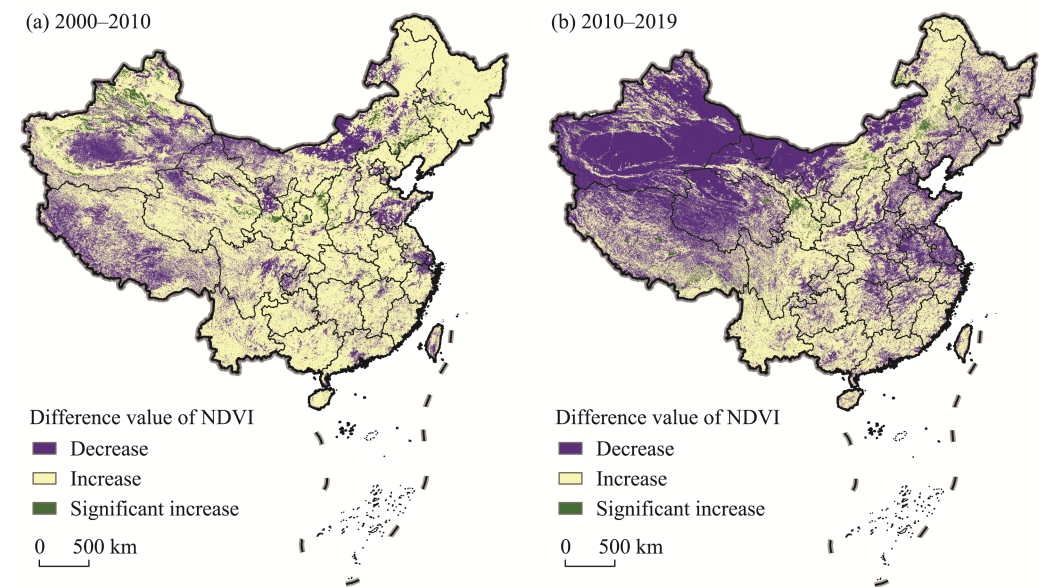 (a) 2000–2010
Difference value of NDVI
Decrease
Increase
Significant increase
0 500 km
(b) 2010–2019
Difference value of NDVI
Decrease
Increase
Significant increase
0 500 km